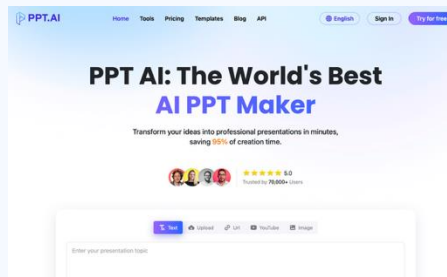 PPT.AI
Home Tools Pricing Templates Blog API
English Sign In Try for free
PPT AI: The World's Best
AI PPT Maker
Transform your ideas into professional presentations in minutes,
saving 95% of creation time.
5.0
Trusted by 70,000+ Users
Text Upload Url YouTube Image
Enter your presentation topic